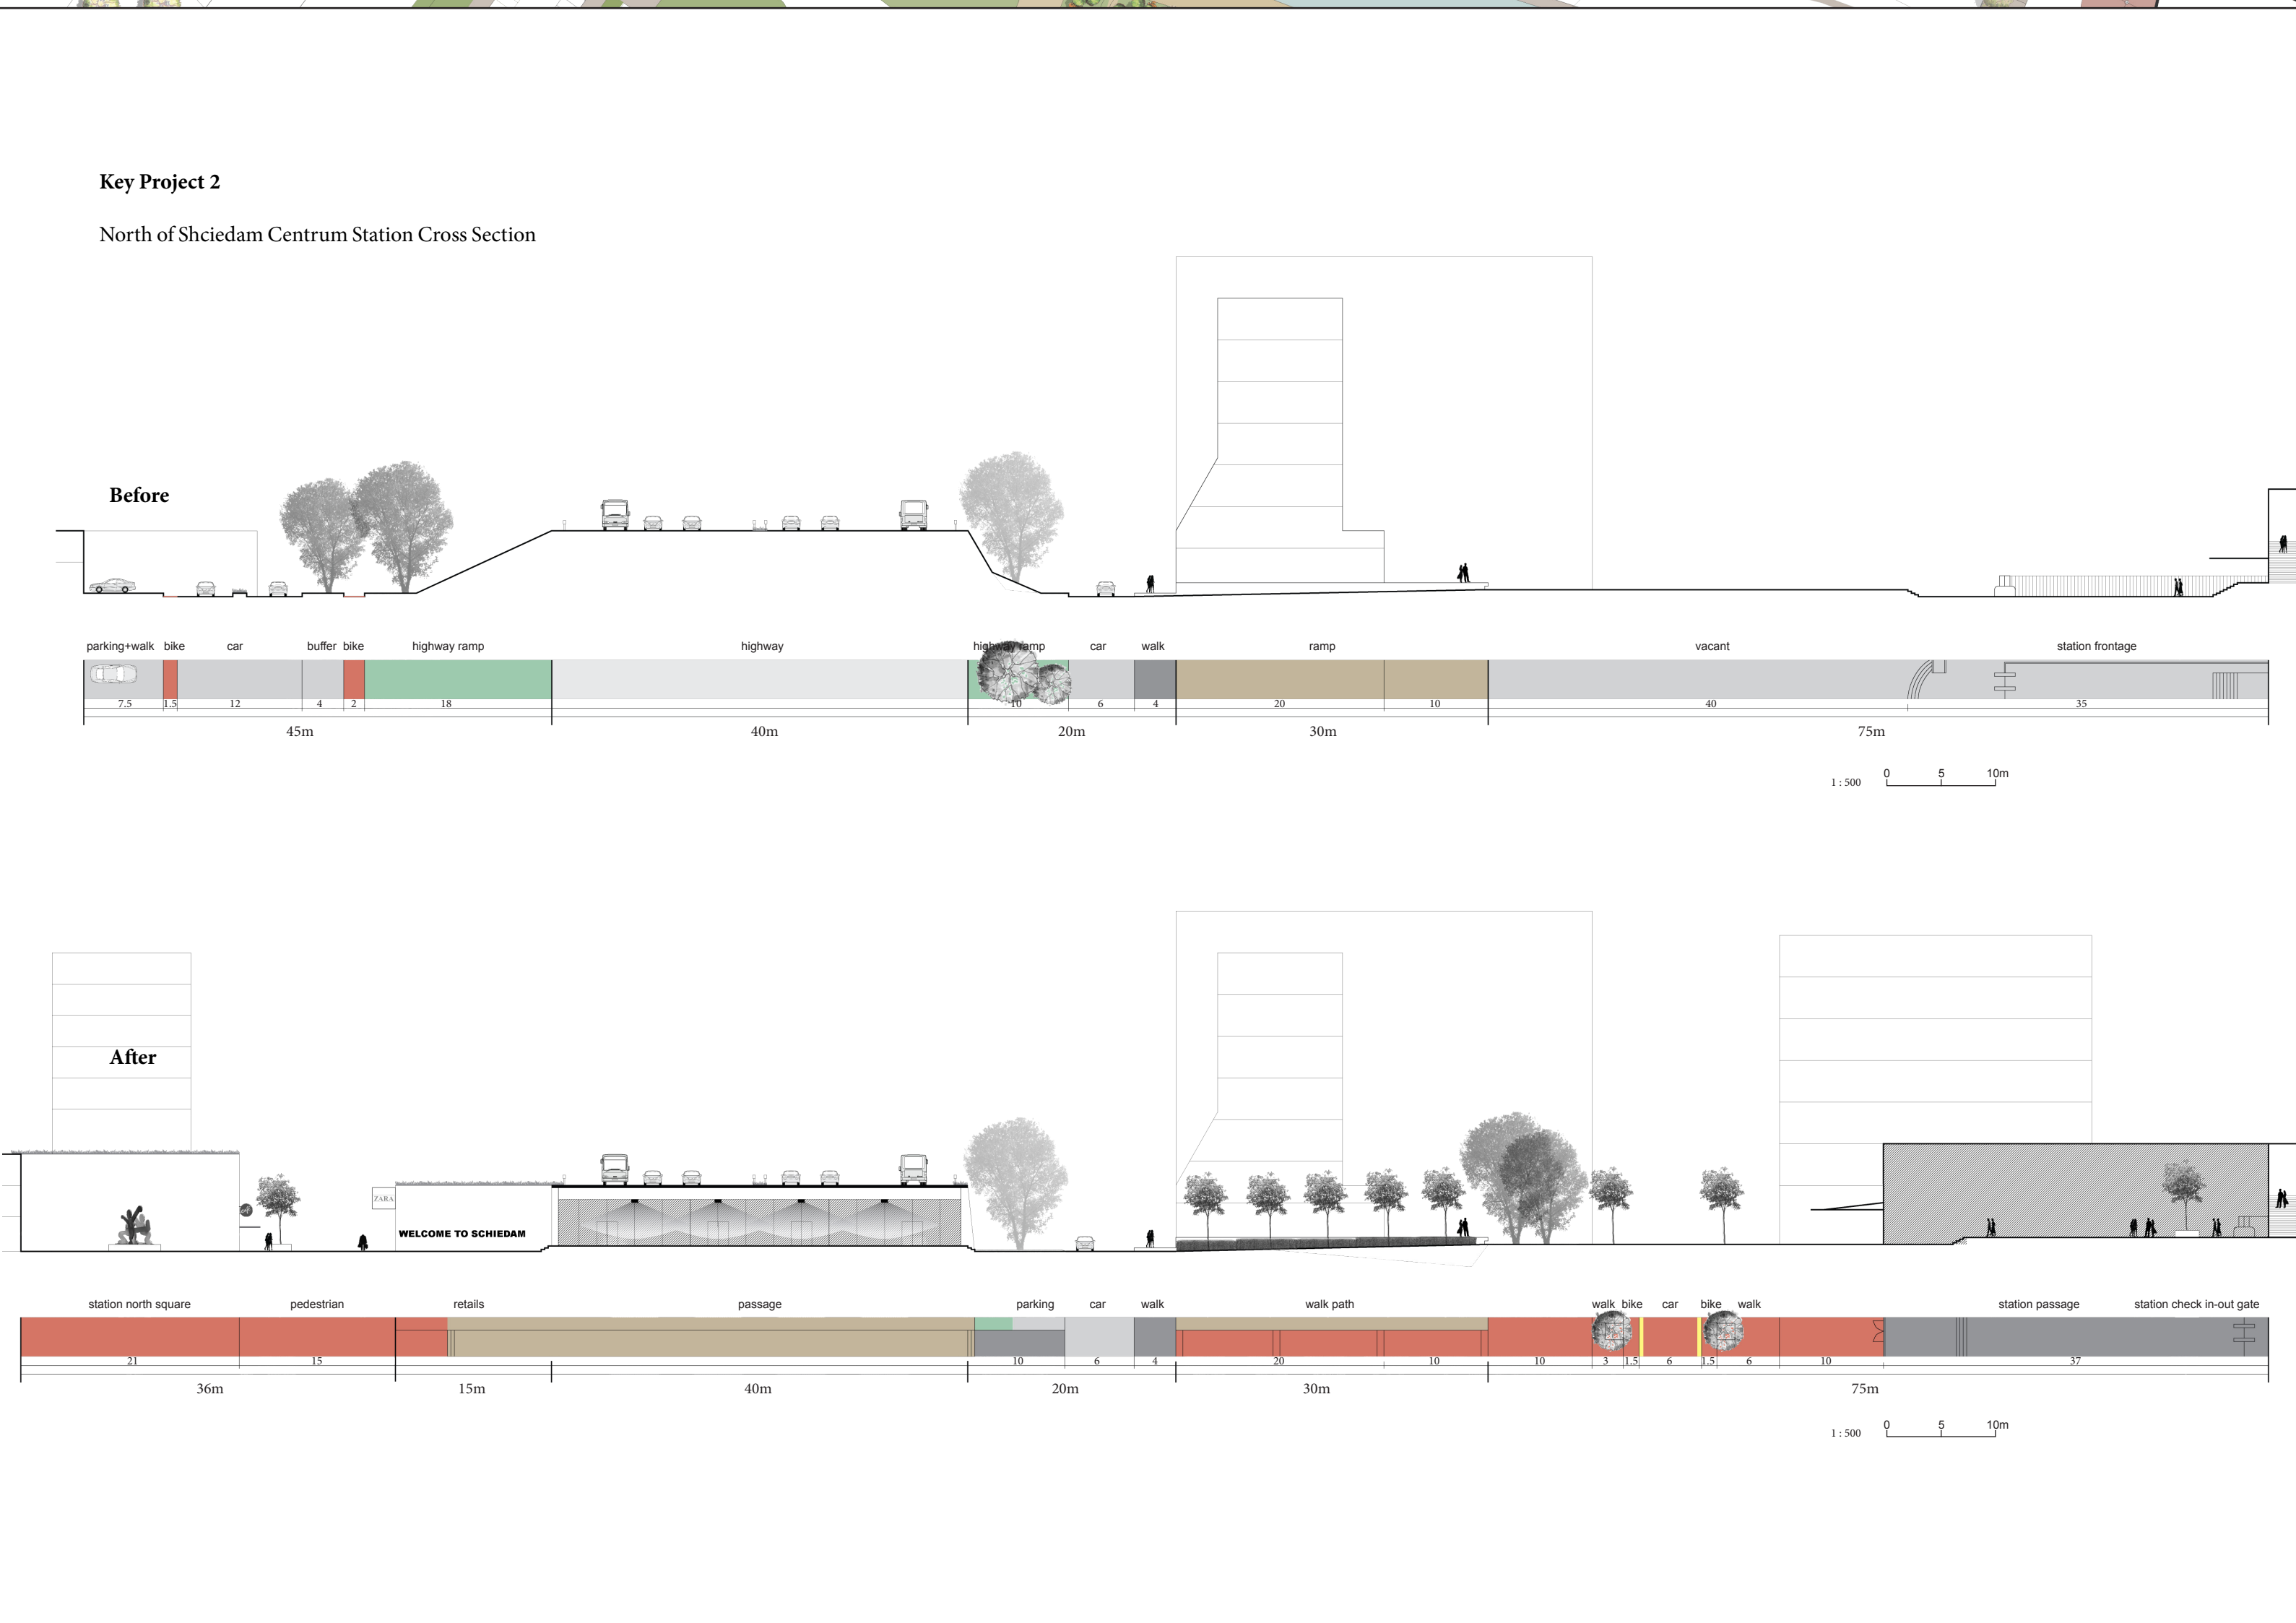 Key Project 2
North of Shciedam Centrum Station Cross Section
Before
parking+walk bike car buffer bike highway ramp highway highway ramp car walk ramp vacant station frontage
7.5 1.5 12 4 2 18 10 6 4 20 10 40 35
45m 40m 20m 30m 75m
1 : 500 0 5 10m
After
ZARA
WELCOME TO SCHIEDAM
station north square pedestrian retails passage parking car walk walk path walk bike car bike walk station passage station check in-out gate
21 15 10 6 4 20 10 10 3 1.5 6 1.5 6 10 37
36m 15m 40m 20m 30m 75m
1 : 500 0 5 10m